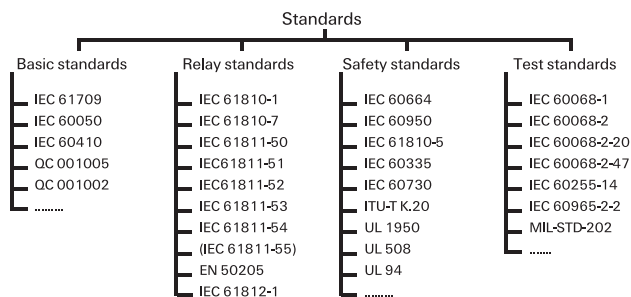 Standards
Basic standards
IEC 61709
IEC 60050
IEC 60410
QC 001005
QC 001002
.........
Relay standards
IEC 61810-1
IEC 61810-7
IEC 61811-50
IEC61811-51
IEC61811-52
IEC 61811-53
IEC 61811-54
(IEC 61811-55)
EN 50205
IEC 61812-1
Safety standards
IEC 60664
IEC 60950
IEC 61810-5
IEC 60335
IEC 60730
ITU-T K.20
UL 1950
UL 508
UL 94
.........
Test standards
IEC 60068-1
IEC 60068-2
IEC 60068-2-20
IEC 60068-2-47
IEC 60255-14
IEC 60965-2-2
MIL-STD-202
.......